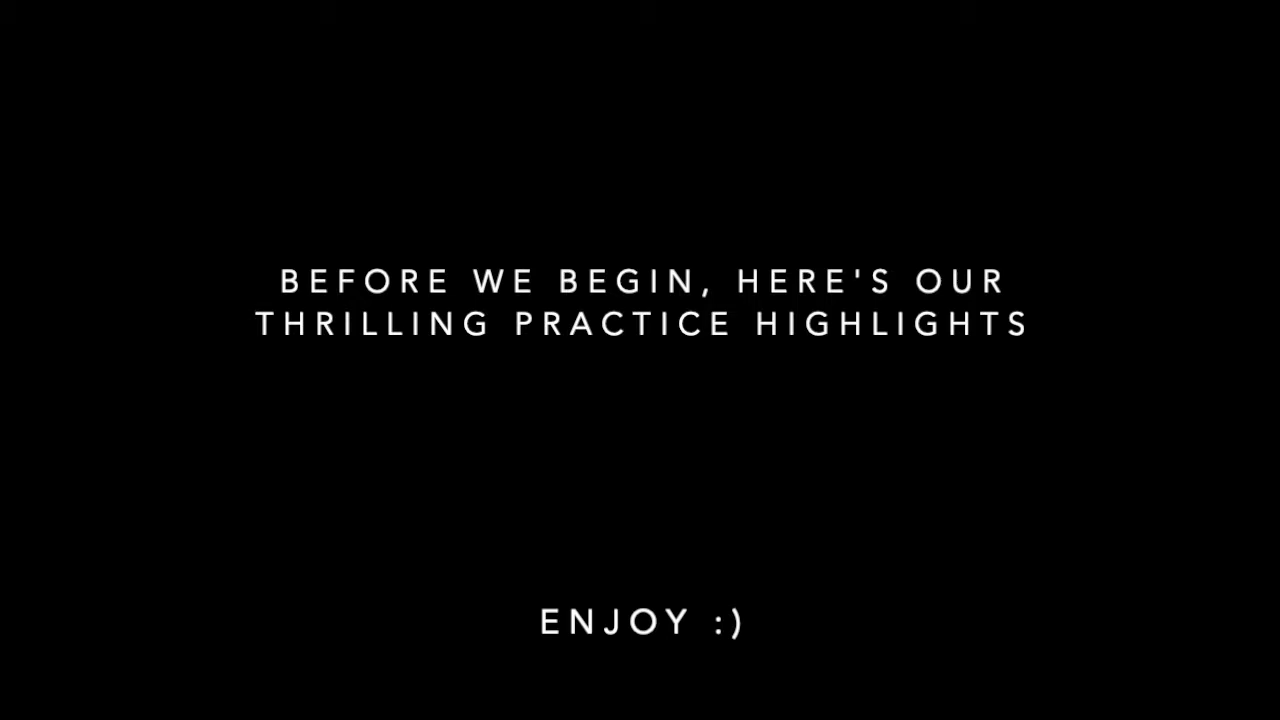 BEFORE WE BEGIN, HERE'S OUR
THRILLING PRACTICE HIGHLIGHTS
ENJOY :)